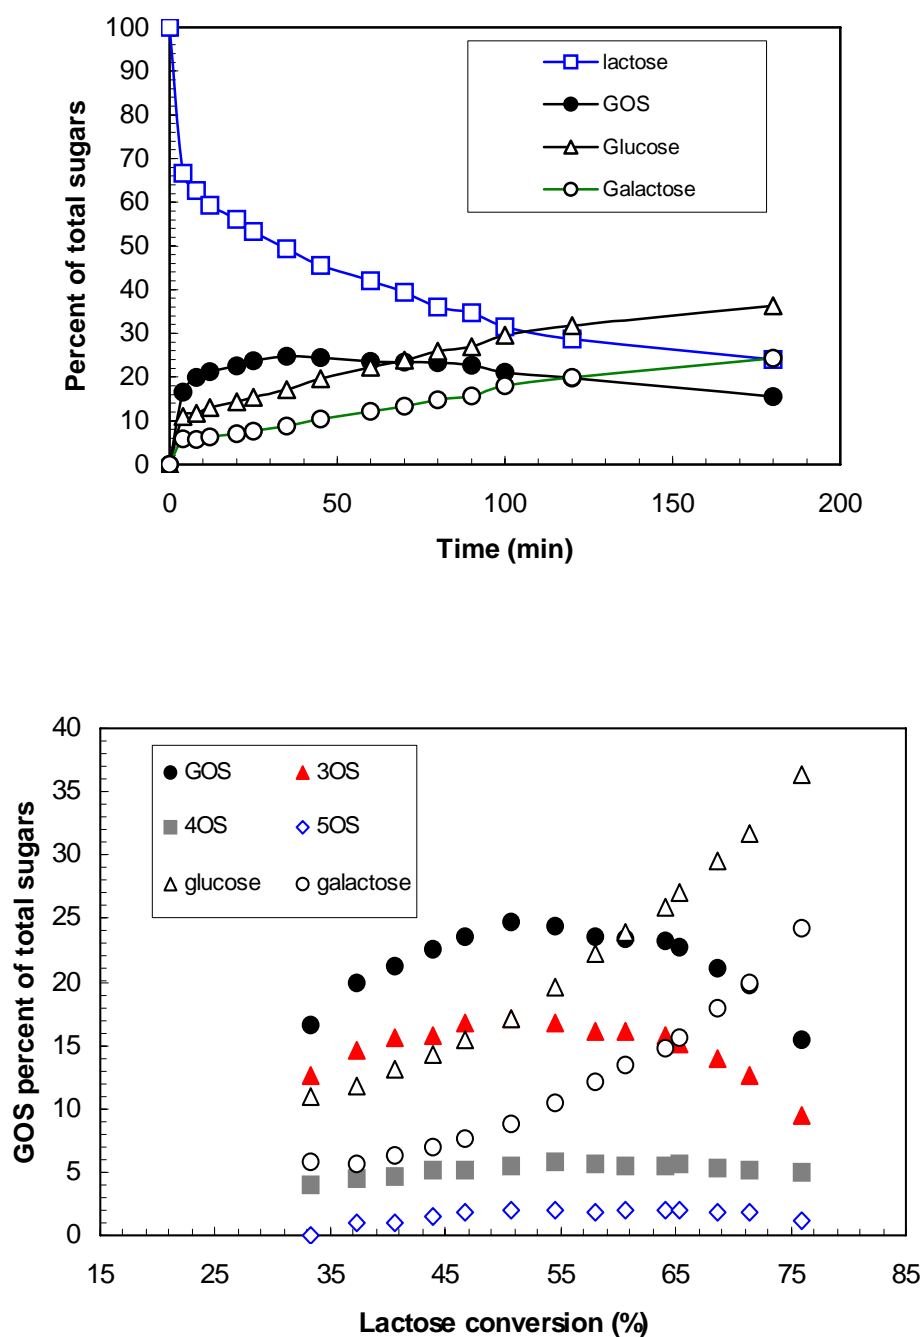 100
90
80
70
60
50
40
30
20
10
0
Percent of total sugars
lactose
GOS
Glucose
Galactose
0 50 100 150 200
Time (min)
40
35
30
25
20
15
10
5
0
GOS percent of total sugars
GOS 3OS
4OS 5OS
glucose galactose
15 25 35 45 55 65 75 85
Lactose conversion (%)